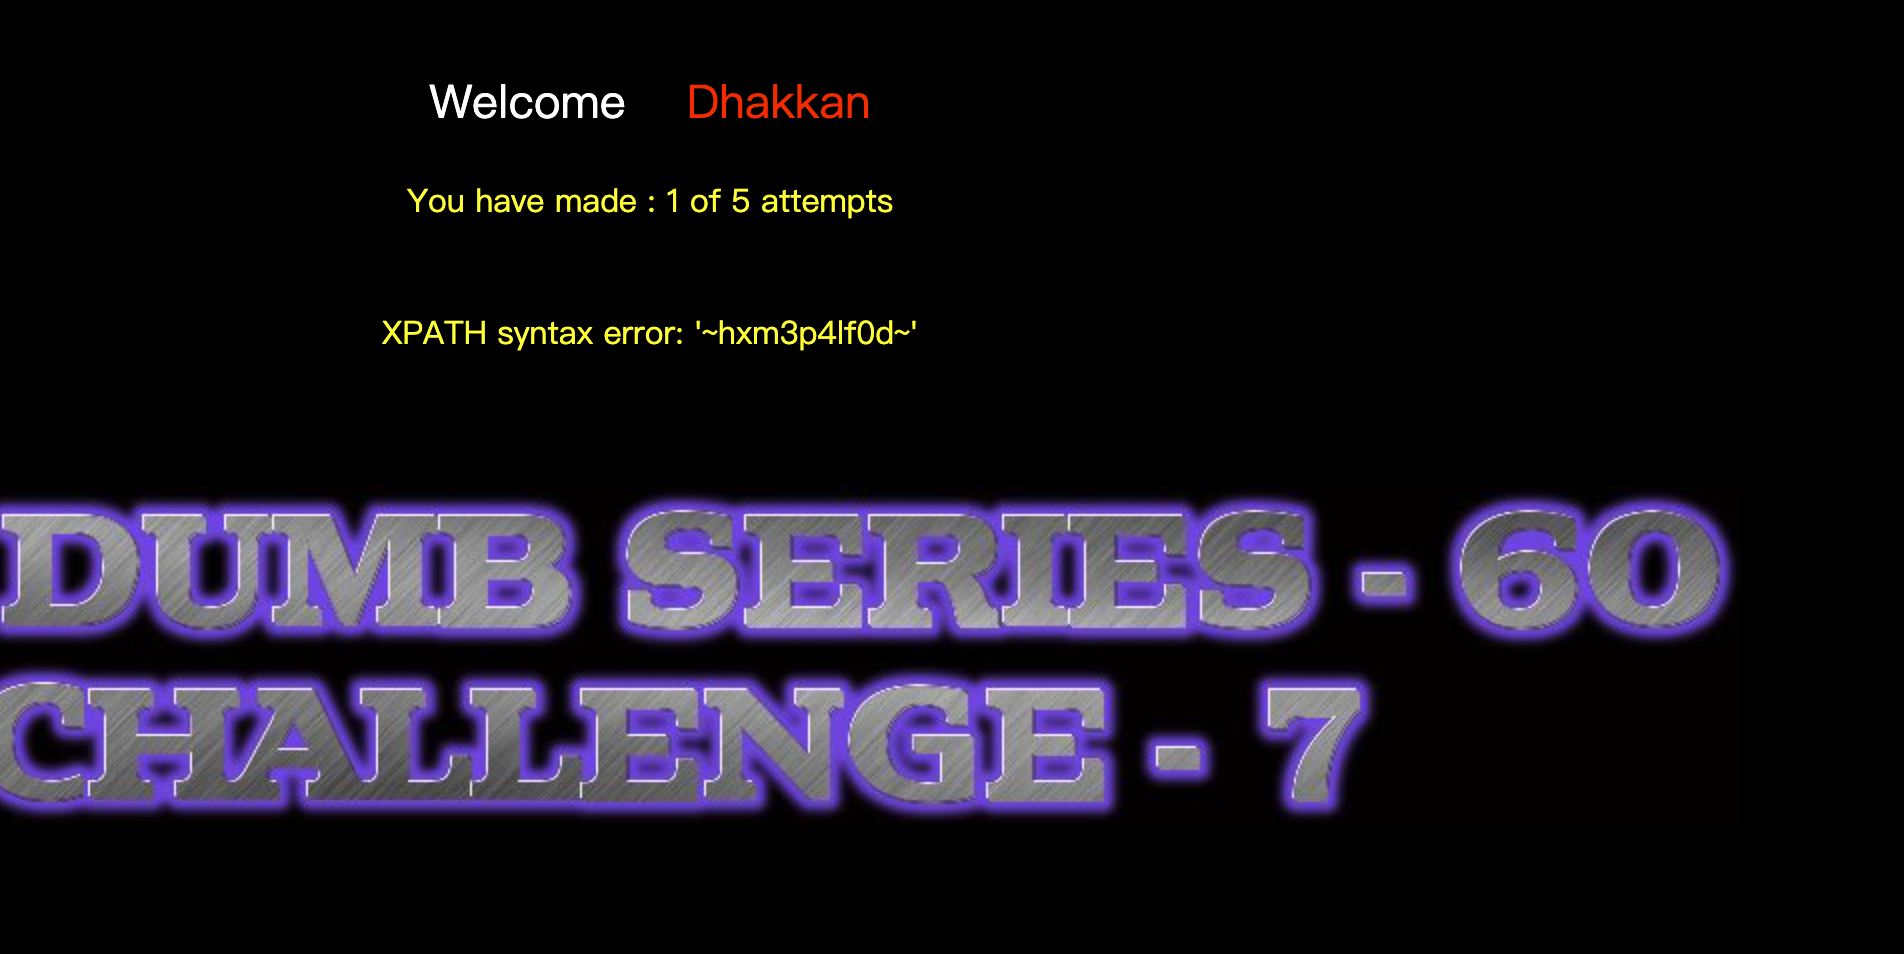 Welcome Dhakkan
You have made : 1 of 5 attempts
XPATH syntax error: '~hxm3p4lf0d~'
DUMB SERIES - 60
CHALLENGE - 7